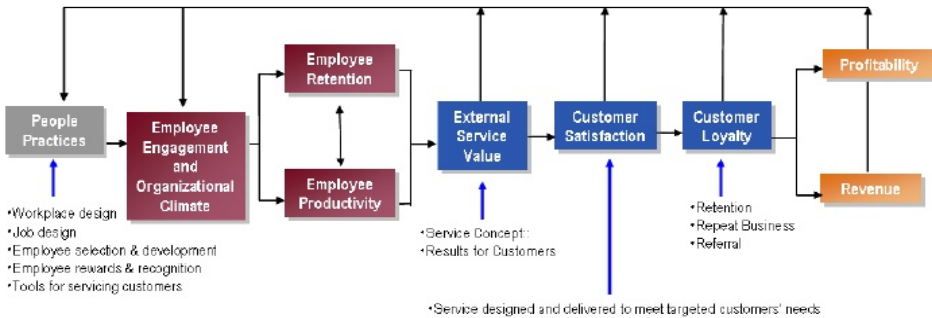 Employee
Retention
Profitability
People
Practices
Employee
Engagement
and
Organizational
Climate
External
Service
Value
Customer
Satisfaction
Customer
Loyalty
Employee
Productivity
Revenue
•Workplace design
•Job design
•Employee selection & development
•Employee rewards & recognition
•Tools for servicing customers
•Service Concept::
•Results for Customers
•Retention
•Repeat Business
•Referral
•Service designed and delivered to meet targeted customers' needs